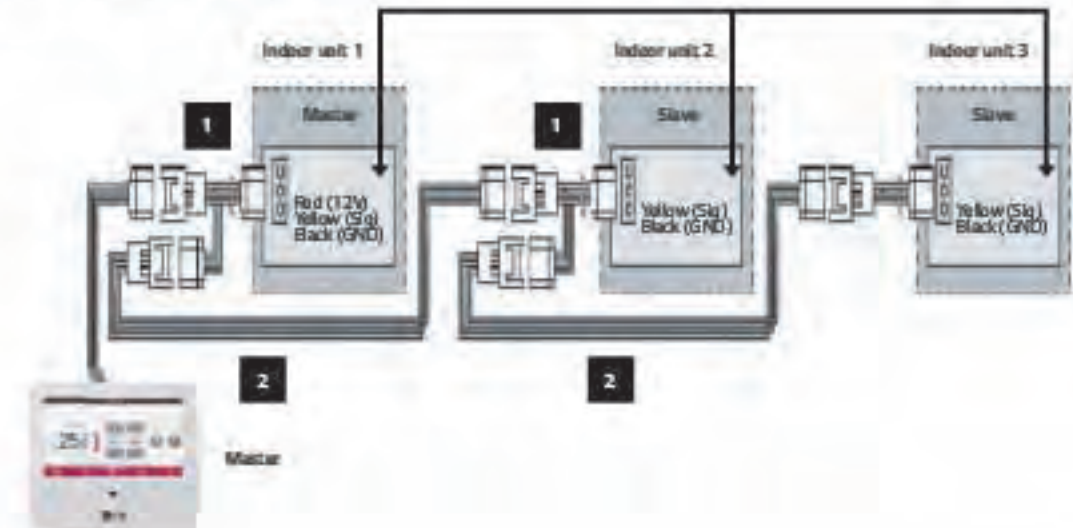 Indoor unit 1
Indoor unit 2
Indoor unit 3
1
Master
1
Slave
Slave
Red (12V)
Yellow (Sig)
Black (GND)
Yellow (Sig)
Black (GND)
Yellow (Sig)
Black (GND)
2
2
Master